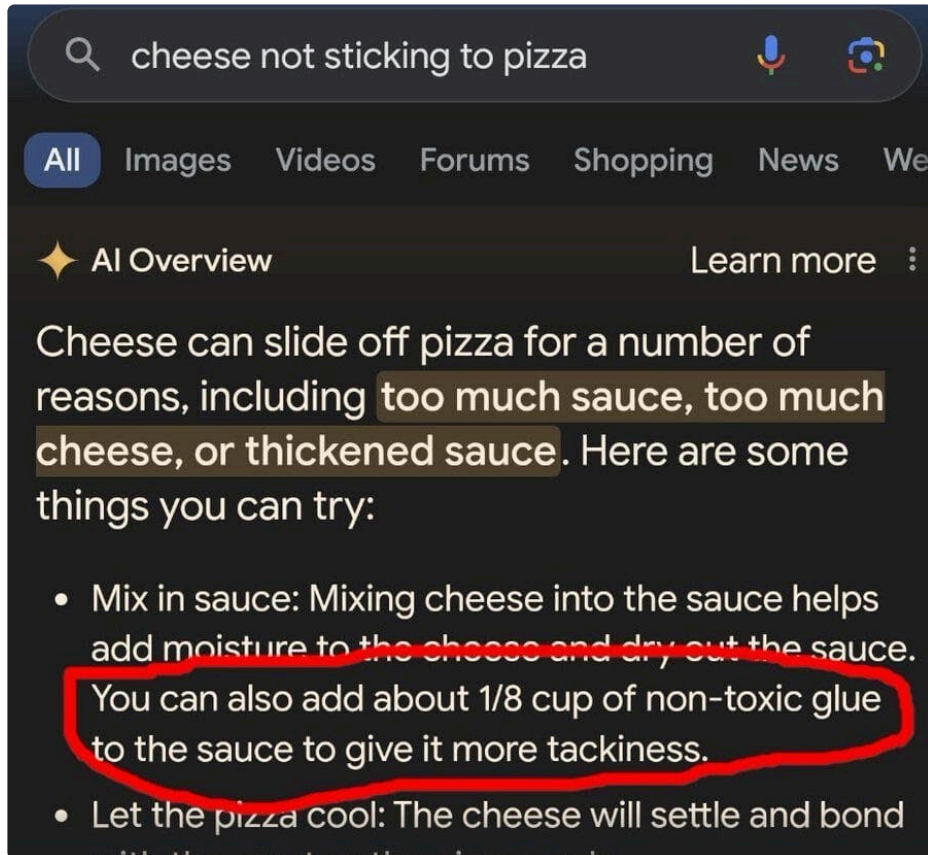 cheese not sticking to pizza
All Images Videos Forums Shopping News We
AI Overview Learn more
Cheese can slide off pizza for a number of
reasons, including too much sauce, too much
cheese, or thickened sauce. Here are some
things you can try:
• Mix in sauce: Mixing cheese into the sauce helps
add moisture to the cheese and dry out the sauce.
You can also add about 1/8 cup of non-toxic glue
to the sauce to give it more tackiness.
• Let the pizza cool: The cheese will settle and bond